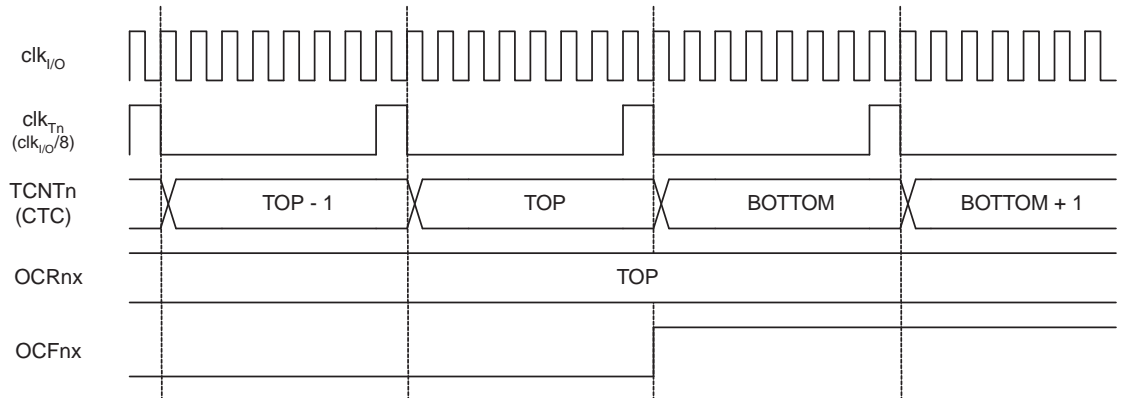 clkI/O
clkTn
(clkI/O/8)
TCNTn
(CTC)
TOP - 1
TOP
BOTTOM
BOTTOM + 1
OCRnx
TOP
OCFnx